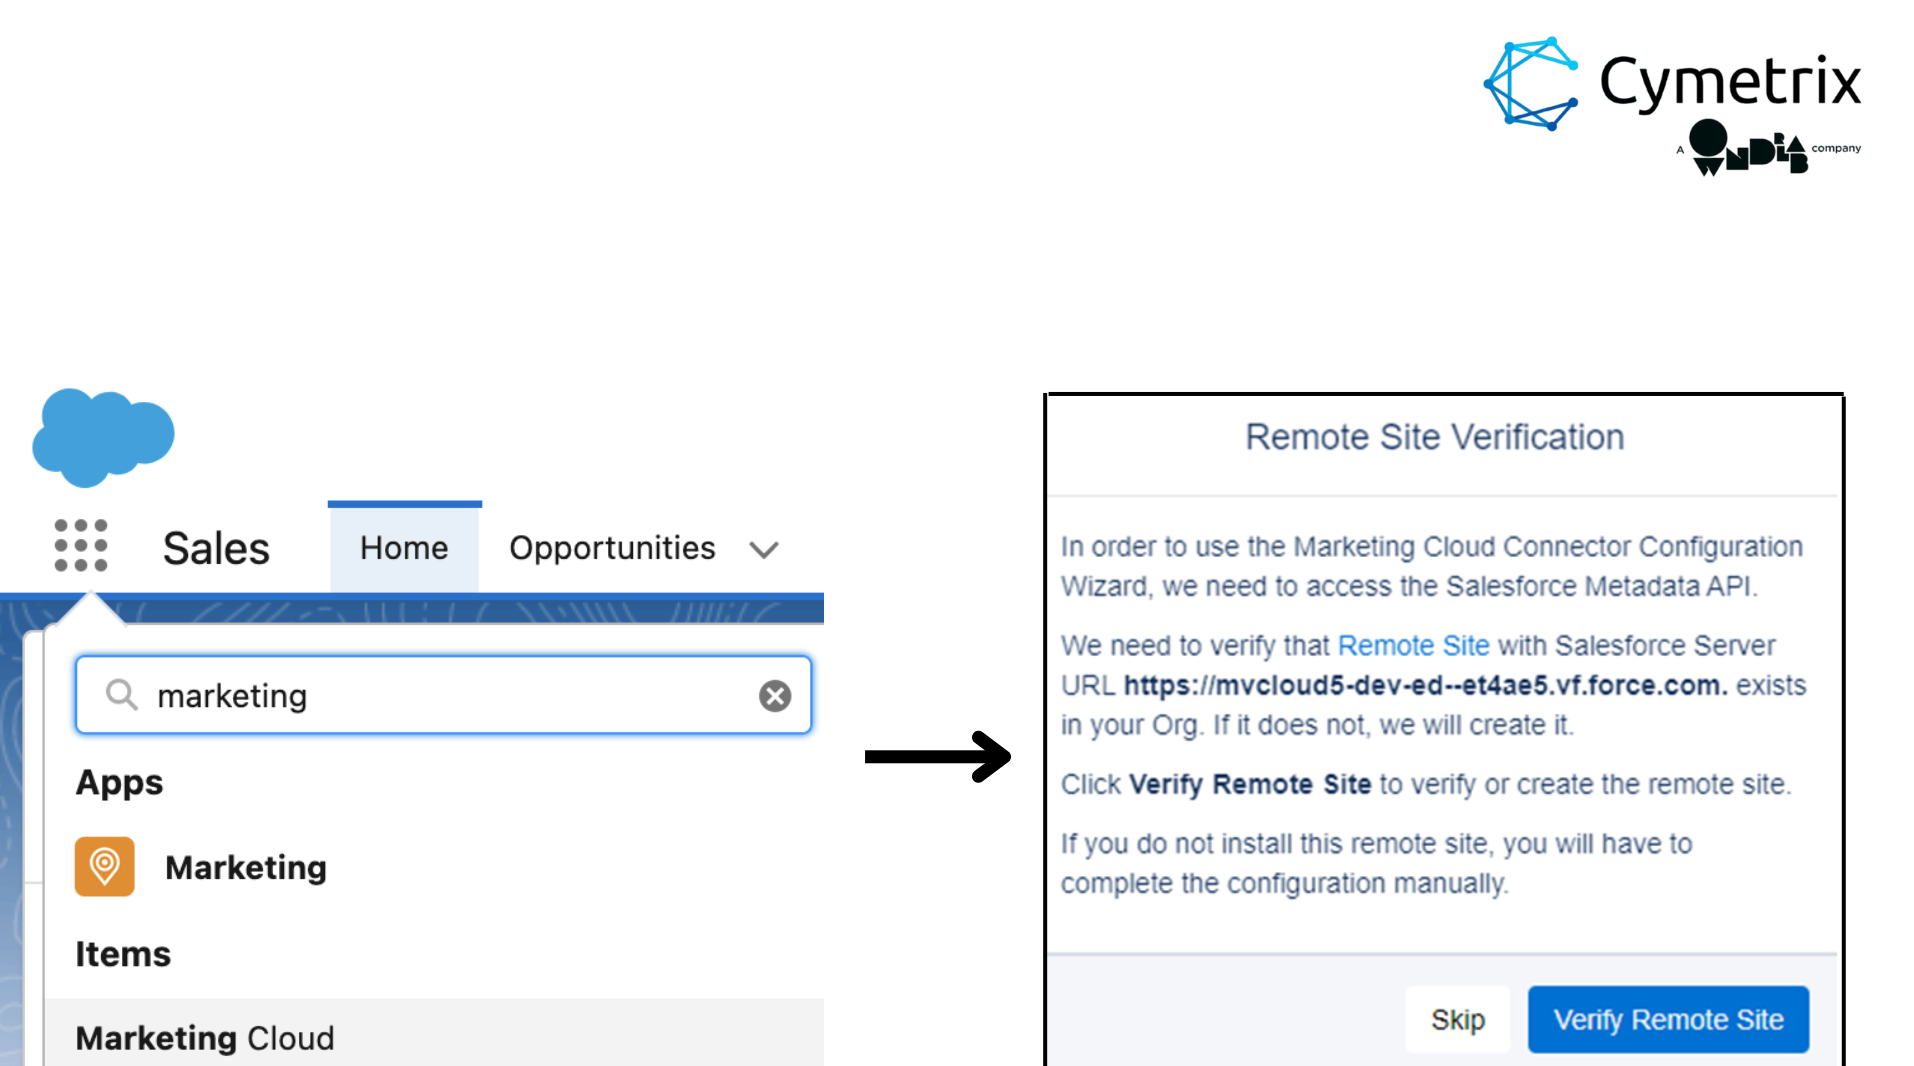 Cymetrix
A WONDRLAB company
Sales
Home
Opportunities
marketing
Apps
Marketing
Items
Marketing Cloud
Remote Site Verification
In order to use the Marketing Cloud Connector Configuration
Wizard, we need to access the Salesforce Metadata API.
We need to verify that Remote Site with Salesforce Server
URL https://mvcloud5-dev-ed--et4ae5.vf.force.com. exists
in your Org. If it does not, we will create it.
Click Verify Remote Site to verify or create the remote site.
If you do not install this remote site, you will have to
complete the configuration manually.
Skip
Verify Remote Site